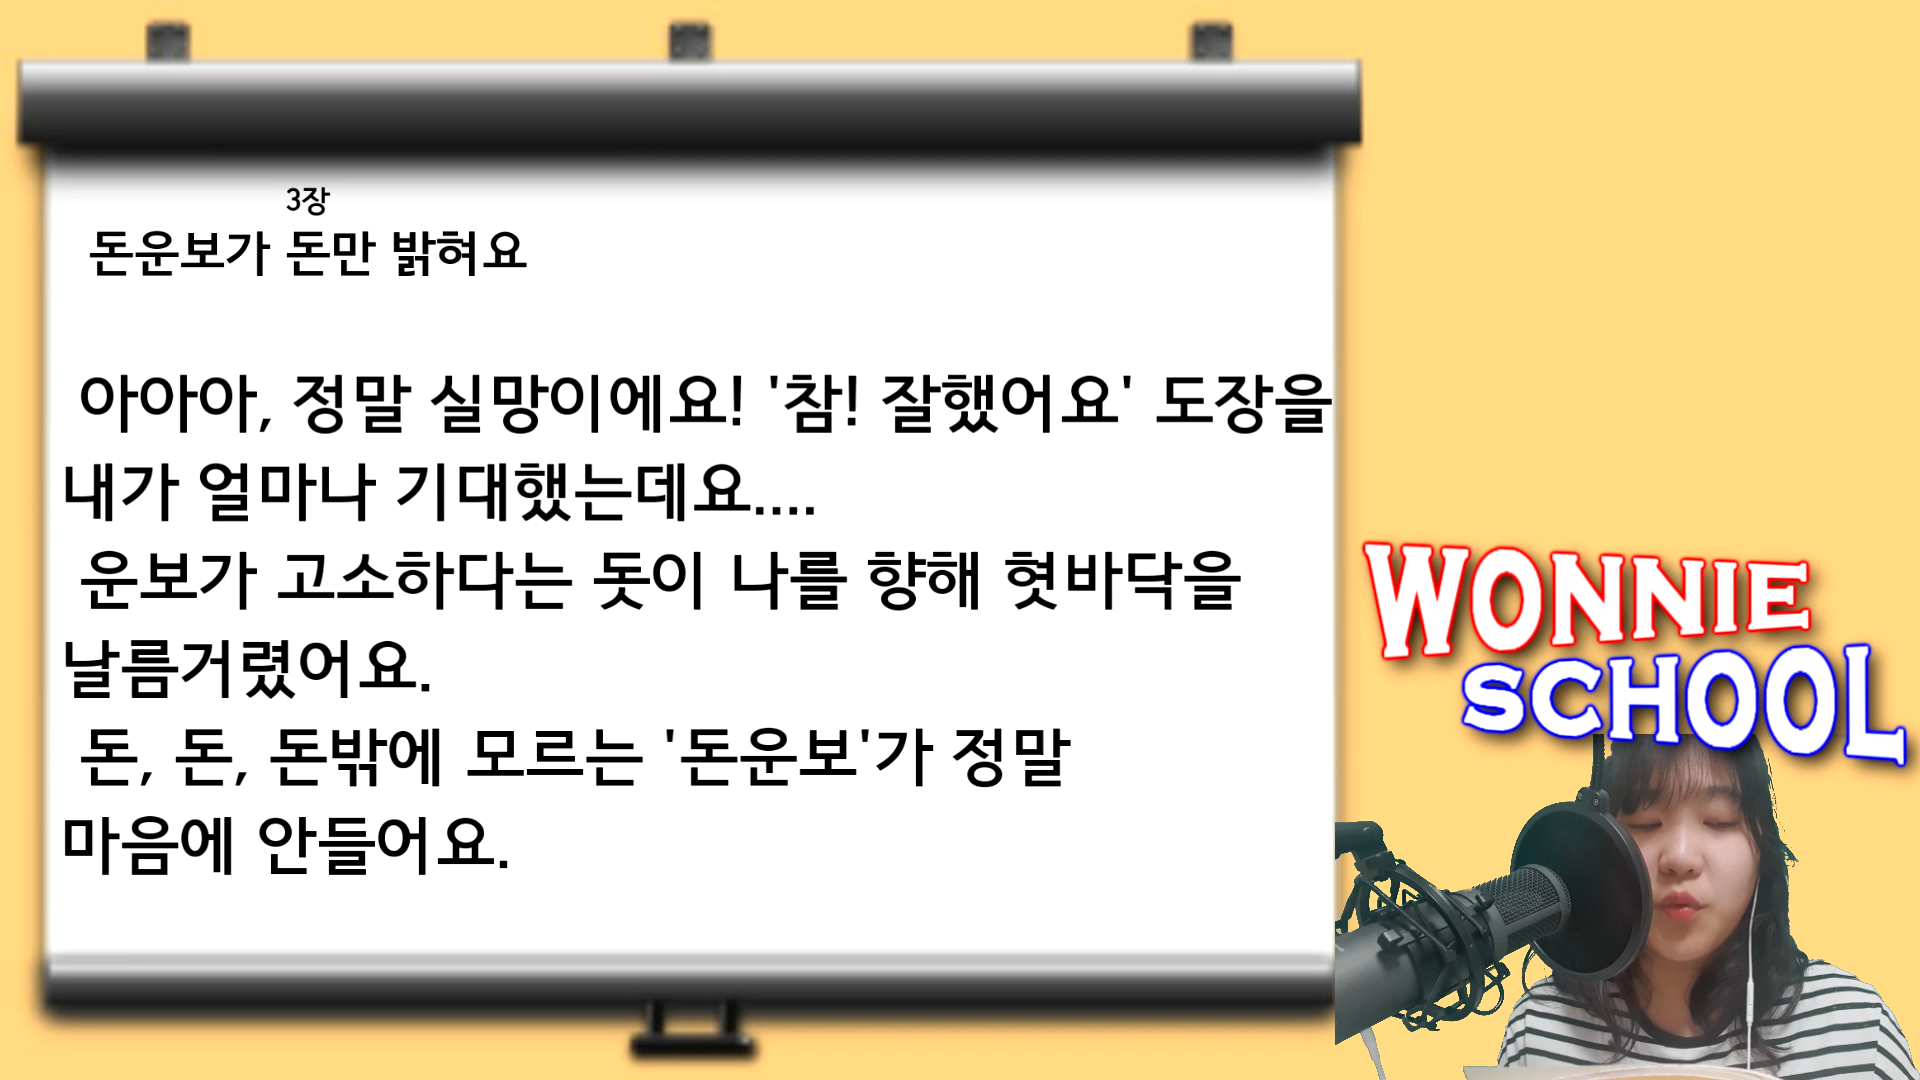 3장
돈운보가 돈만 밝혀요
아아아, 정말 실망이에요! '참! 잘했어요' 도장을
내가 얼마나 기대했는데요....
운보가 고소하다는 돗이 나를 향해 혓바닥을
날름거렸어요.
돈, 돈, 돈밖에 모르는 '돈운보'가 정말
마음에 안들어요.
WONNIE
SCHOOL